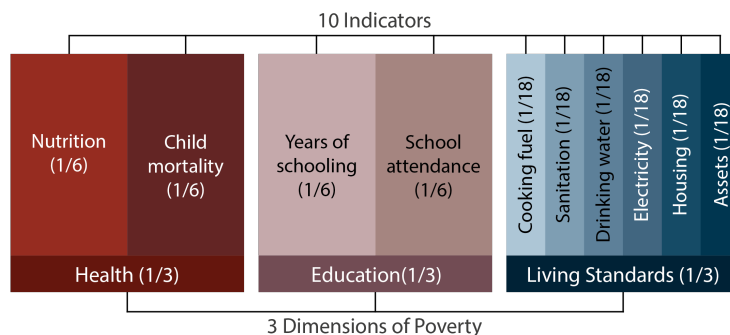 10 Indicators
Nutrition
(1/6)
Child
mortality
(1/6)
Years of
schooling
(1/6)
School
attendance
(1/6)
Cooking fuel (1/18)
Sanitation (1/18)
Drinking water (1/18)
Electricity (1/18)
Housing (1/18)
Assets (1/18)
Health (1/3)
Education(1/3)
Living Standards (1/3)
3 Dimensions of Poverty